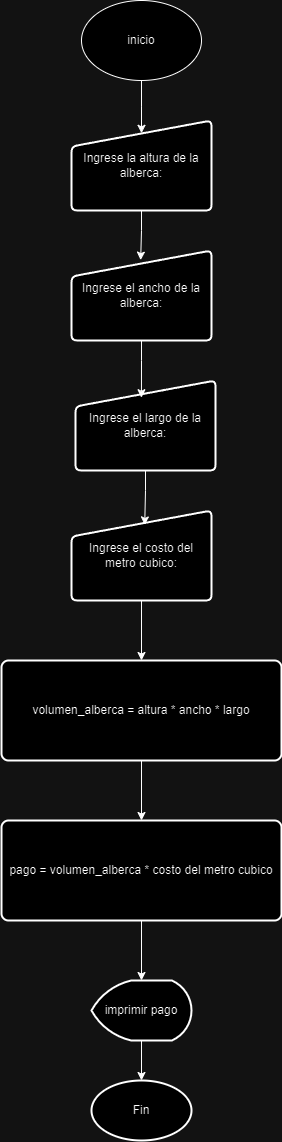 inicio
Ingrese la altura de la
alberca:
Ingrese el ancho de la
alberca:
Ingrese el largo de la
alberca:
Ingrese el costo del
metro cubico:
volumen_alberca = altura * ancho * largo
pago = volumen_alberca * costo del metro cubico
imprimir pago
Fin